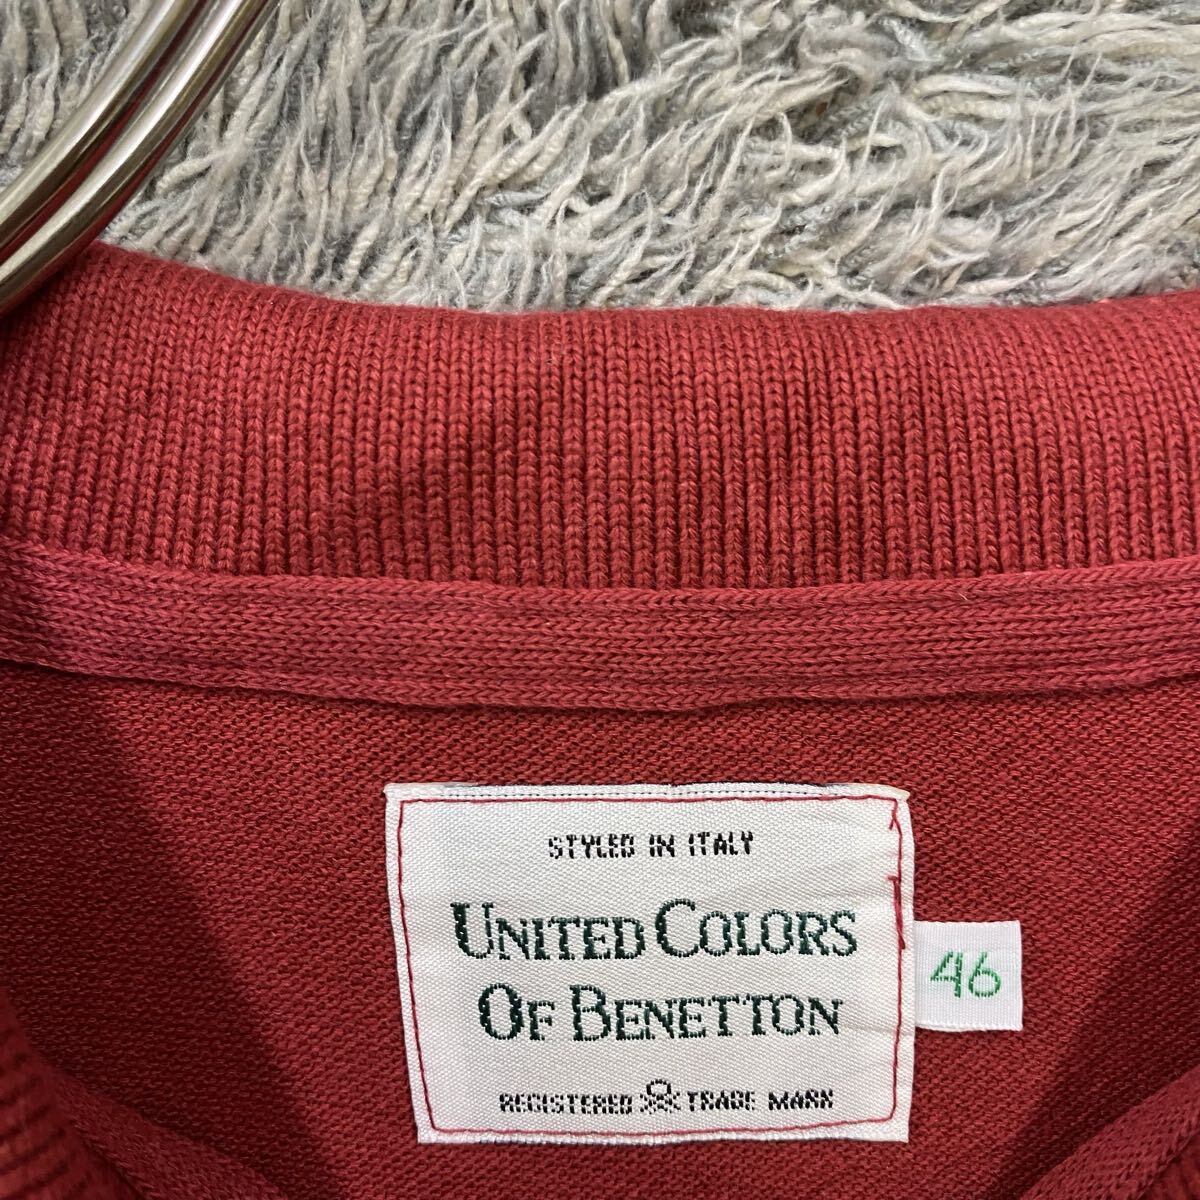 STYLED IN ITALY
UNITED COLORS
OF BENETTON
46
REGISTERED TRADE MARK